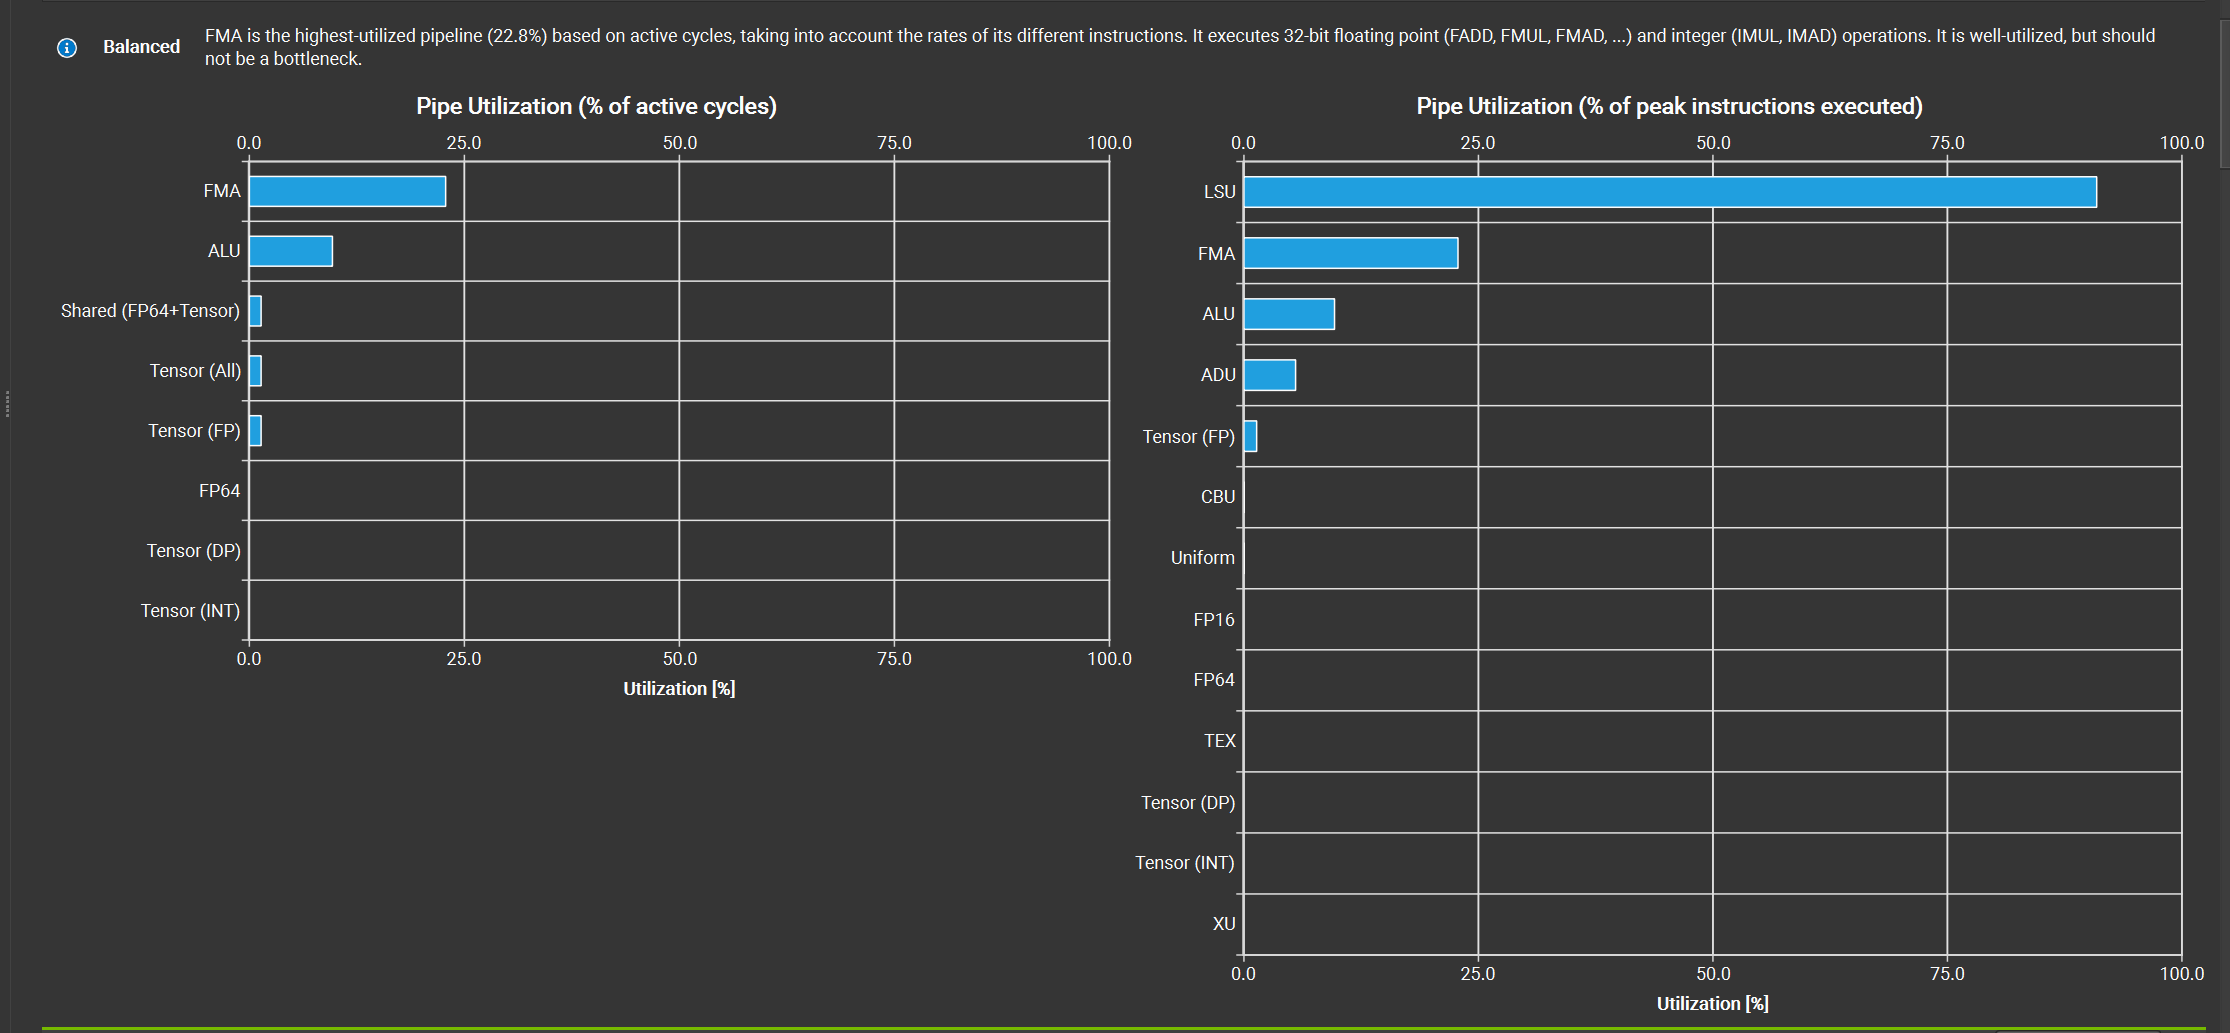 Balanced
FMA is the highest-utilized pipeline (22.8%) based on active cycles, taking into account the rates of its different instructions. It executes 32-bit floating point (FADD, FMUL, FMAD, ...) and integer (IMUL, IMAD) operations. It is well-utilized, but should
not be a bottleneck.
Pipe Utilization (% of active cycles)
0.0 25.0 50.0 75.0 100.0
FMA
ALU
Shared (FP64+Tensor)
Tensor (All)
Tensor (FP)
FP64
Tensor (DP)
Tensor (INT)
0.0 25.0 50.0 75.0 100.0
Utilization [%]
Pipe Utilization (% of peak instructions executed)
0.0 25.0 50.0 75.0 100.0
LSU
FMA
ALU
ADU
Tensor (FP)
CBU
Uniform
FP16
FP64
TEX
Tensor (DP)
Tensor (INT)
XU
0.0 25.0 50.0 75.0 100.0
Utilization [%]